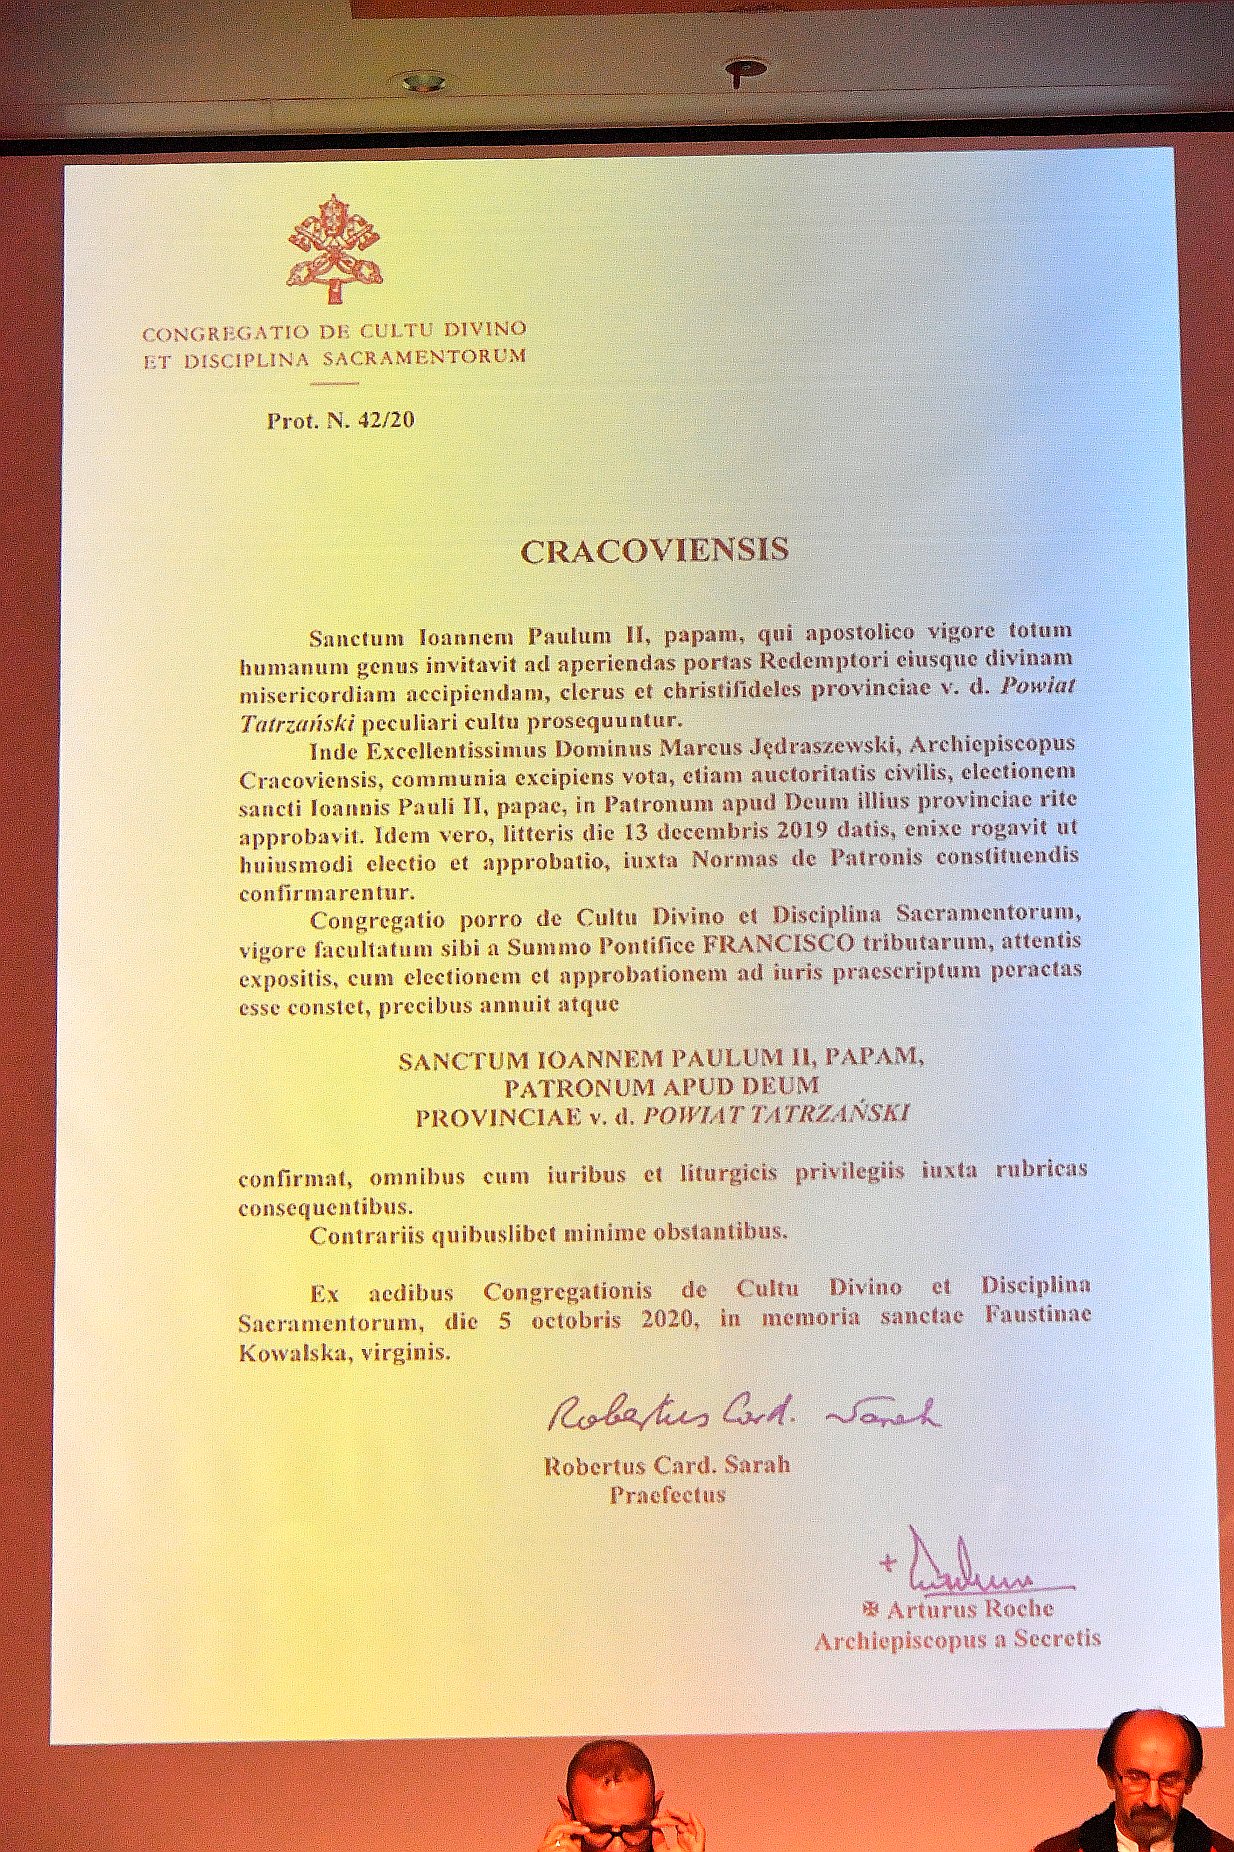 CONGREGATIO DE CULTU DIVINO
ET DISCIPLINA SACRAMENTORUM
Prot. N. 42/20
CRACOVIENSIS
Sanctum Ioannem Paulum II, papam, qui apostolico vigore totum
humanum genus invitavit ad aperiendas portas Redemptori eiusque divinam
misericordiam accipiendam, clerus et christifideles provinciae v. d. Powiat
Tatrzański peculiari cultu prosequuntur.
Inde Excellentissimus Dominus Marcus Jędraszewski, Archiepiscopus
Cracoviensis, communia excipiens vota, etiam auctoritatis civilis, electionem
sancti Ioannis Pauli II, papae, in Patronum apud Deum illius provinciae rite
approbavit. Idem vero, litteris die 13 decembris 2019 datis, enixe rogavit ut
huiusmodi electio et approbatio, iuxta Normas de Patronis constituendis
confirmarentur.
Congregatio porro de Cultu Divino et Disciplina Sacramentorum,
vigore facultatum sibi a Summo Pontifice FRANCISCO tributarum, attentis
expositis, cum electionem et approbationem ad iuris praescriptum peractas
esse constet, precibus annuit atque
SANCTUM IOANNEM PAULUM II, PAPAM,
PATRONUM APUD DEUM
PROVINCIAE v. d. POWIAT TATRZAŃSKI
confirmat, omnibus cum iuribus et liturgicis privilegiis iuxta rubricas
consequentibus.
Contrariis quibuslibet minime obstantibus.
Ex aedibus Congregationis de Cultu Divino et Disciplina
Sacramentorum, die 5 octobris 2020, in memoria sanctae Faustinae
Kowalska, virginis.
Robertus Card. Sarah
Robertus Card. Sarah
Praefectus
✠ Arturus Roche
Archiepiscopus a Secretis